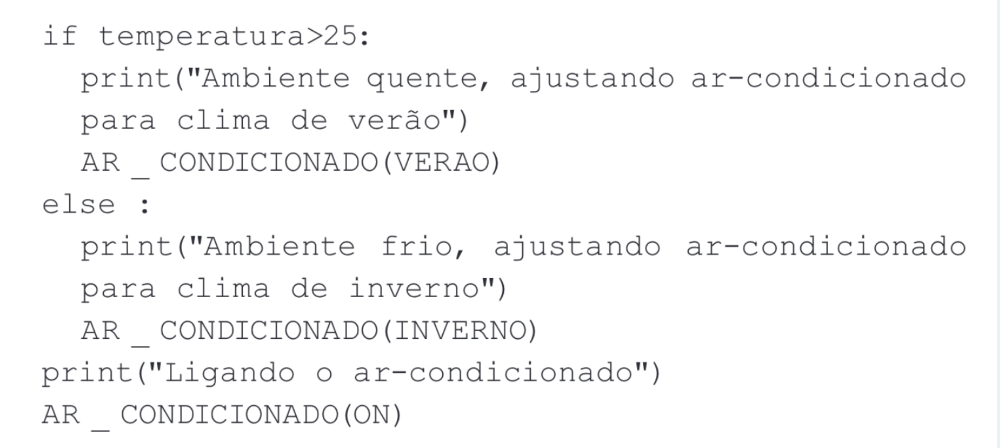 if temperatura>25:
print("Ambiente quente, ajustando ar-condicionado
para clima de verão")
AR _ CONDICIONADO(VERAO)
else :
print("Ambiente frio, ajustando ar-condicionado
para clima de inverno")
AR _ CONDICIONADO(INVERNO)
print("Ligando o ar-condicionado")
AR _ CONDICIONADO(ON)